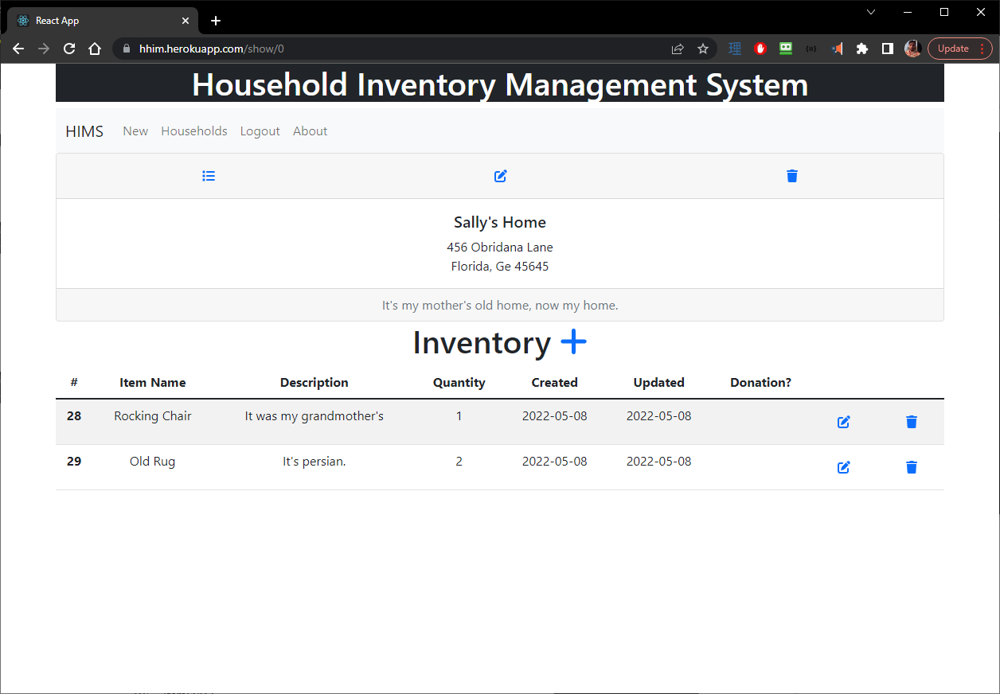 React App
hhim.herokuapp.com/show/0
理
Update
Household Inventory Management System
HIMS New Households Logout About
Sally's Home
456 Obridana Lane
Florida, Ge 45645
It's my mother's old home, now my home.
Inventory
# Item Name Description Quantity Created Updated Donation?
28 Rocking Chair It was my grandmother's 1 2022-05-08 2022-05-08
29 Old Rug It's persian. 2 2022-05-08 2022-05-08